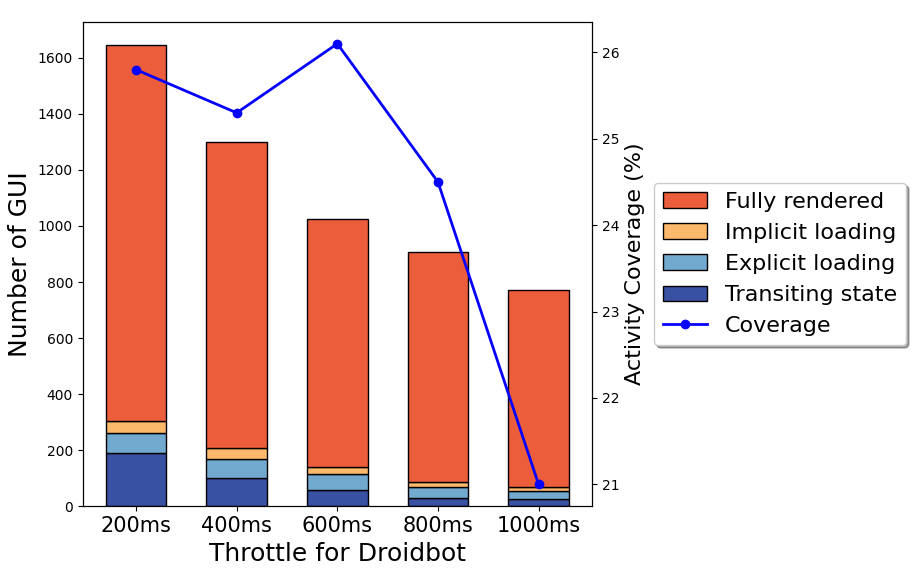 Number of GUI
1600
1400
1200
1000
800
600
400
200
0
200ms
400ms
600ms
800ms
1000ms
Throttle for Droidbot
26
25
24
23
22
21
Activity Coverage (%)
Fully rendered
Implicit loading
Explicit loading
Transiting state
Coverage